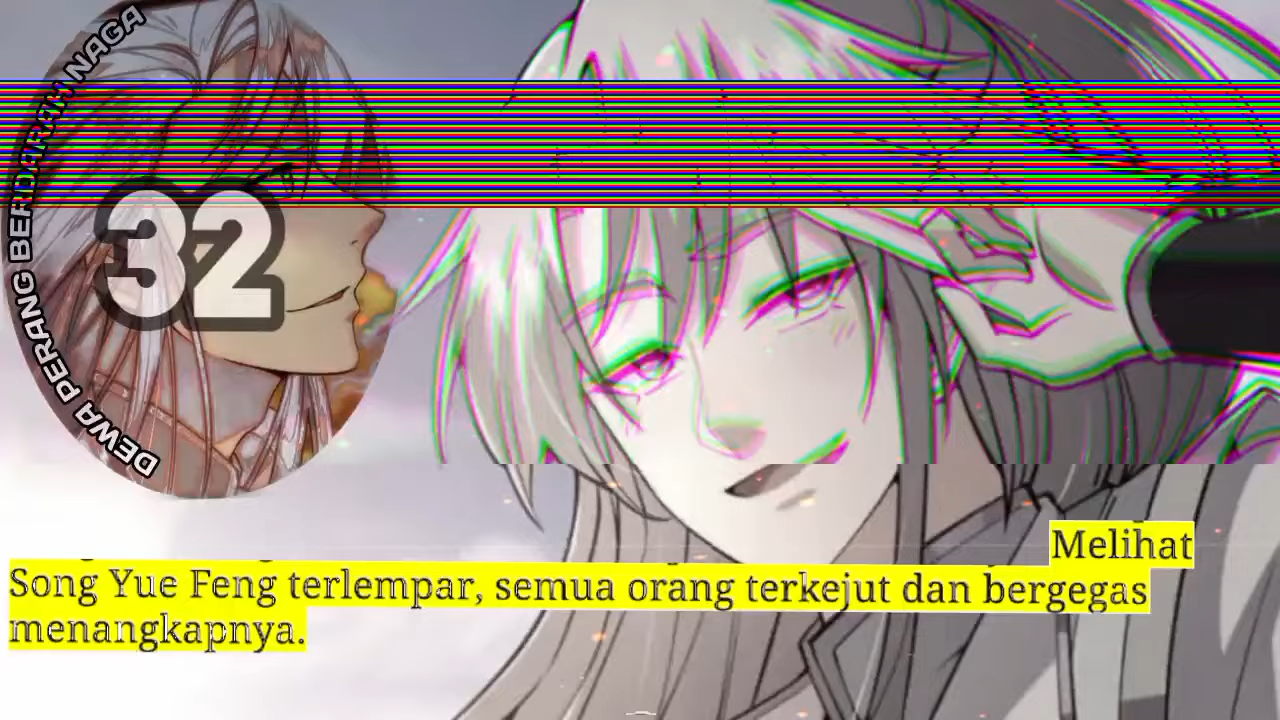 DEWA PERANG BERDARAH NAGA
32
Melihat
Song Yue Feng terlempar, semua orang terkejut dan bergegas
menangkapnya.